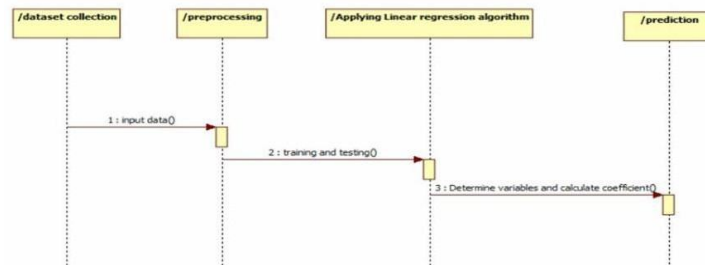 /dataset collection
/preprocessing
/Applying Linear regression algorithm
/prediction
1 : input data()
2 : training and testing()
3 : Determine variables and calculate coefficient()